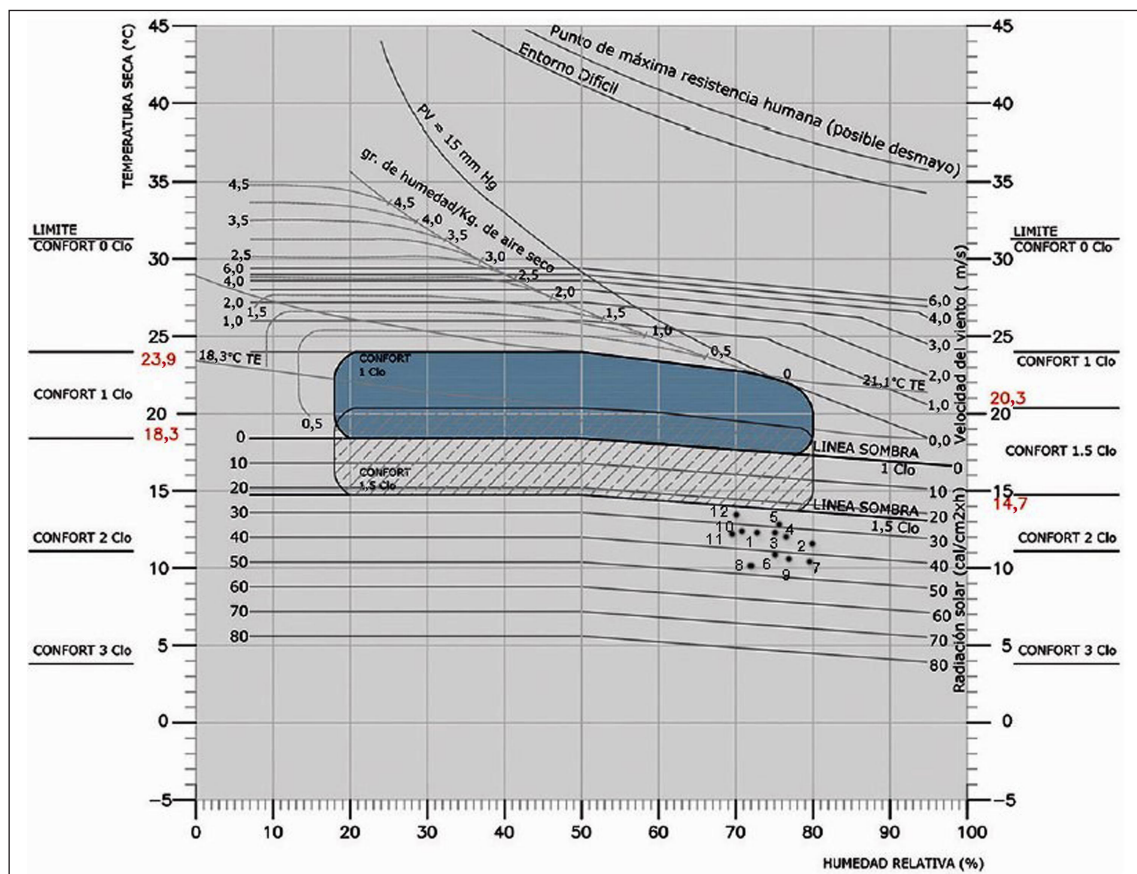 TEMPERATURA SECA (°C)
45
40
35
30
25
20
15
10
5
0
−5
LIMITE
CONFORT 0 Clo
23,9
CONFORT 1 Clo
18,3
CONFORT 2 Clo
CONFORT 3 Clo
Punto de máxima resistencia humana (posible desmayo)
Entorno Difícil
PV = 15 mm Hg
gr. de humedad/Kg. de aire seco
4,5
3,5
2,5
6,0
4,0
2,0
1,5
1,0
18,3°C TE
0,5
4,5
4,0
3,5
3,0
2,5
2,0
1,5
1,0
0,5
0
21,1°C TE
CONFORT
1 Clo
CONFORT
1,5 Clo
0
10
20
30
40
50
60
70
80
LINEA SOMBRA
1 Clo
LINEA SOMBRA
1,5 Clo
12
5
10
4
11
1
3
2
8
6
9
7
6,0
4,0
3,0
2,0
1,0
0,0
0
10
20
30
40
50
60
70
80
Velocidad del viento ( m/s)
Radiación solar (cal/cm2xh)
45
40
35
30
25
20
15
10
5
0
−5
LIMITE
CONFORT 0 Clo
CONFORT 1 Clo
20,3
CONFORT 1.5 Clo
14,7
CONFORT 2 Clo
CONFORT 3 Clo
0 10 20 30 40 50 60 70 80 90 100
HUMEDAD RELATIVA (%)